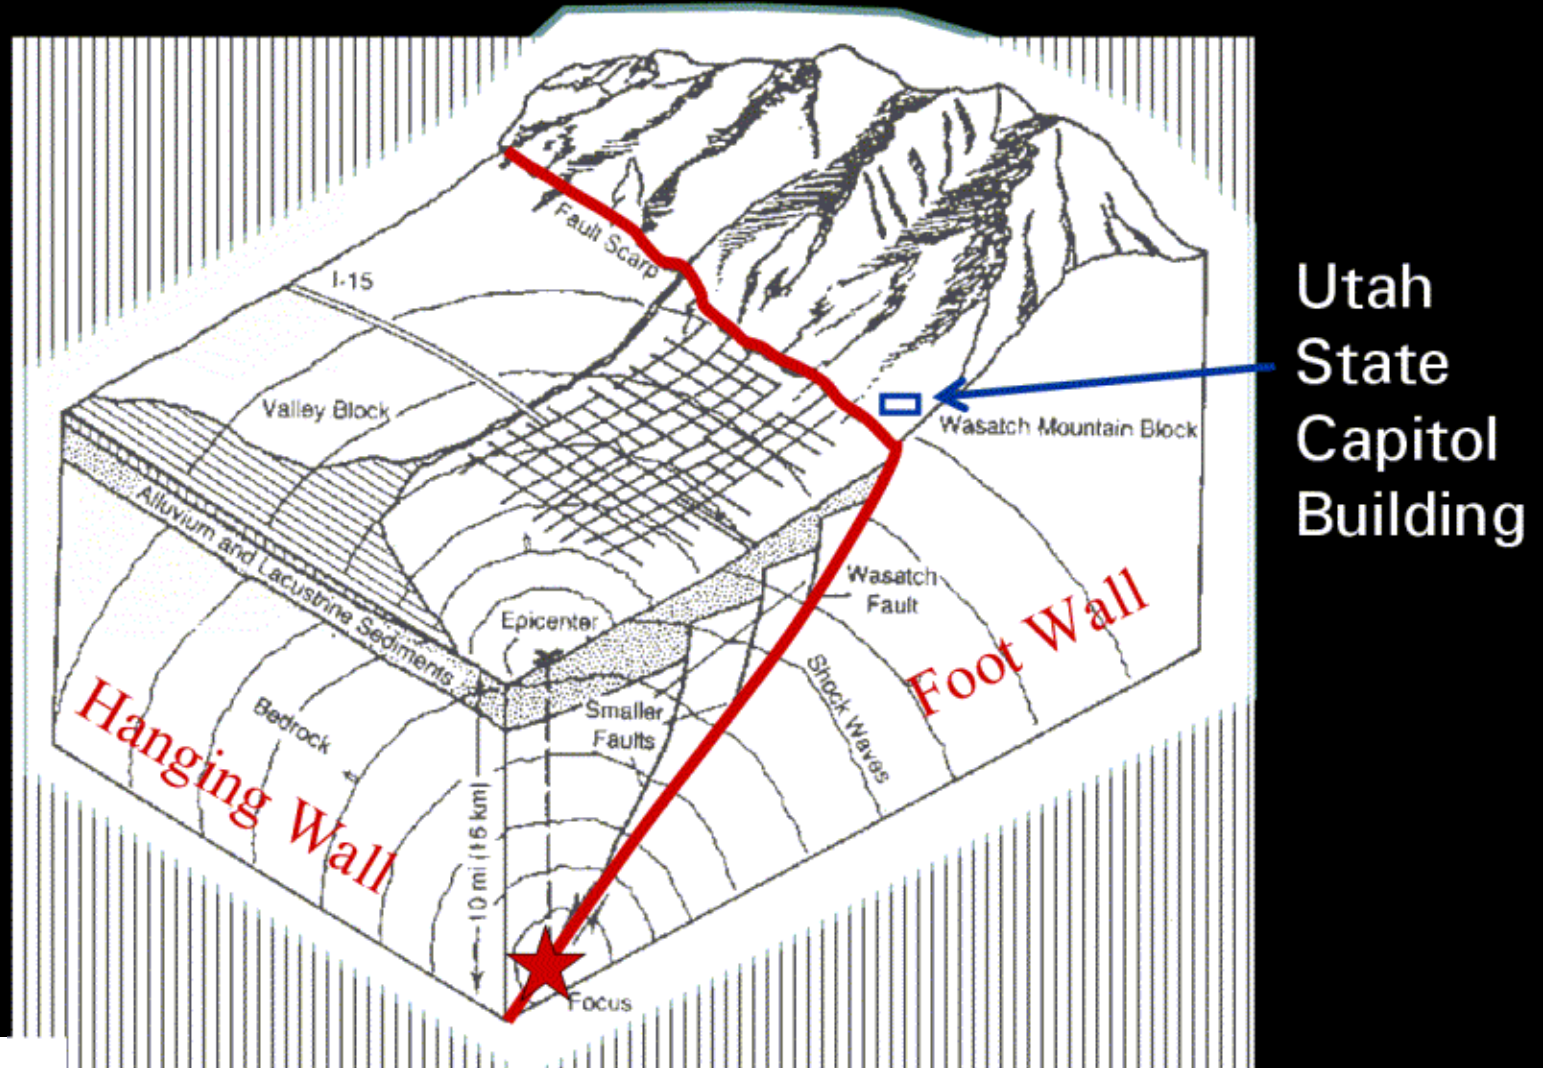 Fault Scarp
I-15
Utah
State
Capitol
Building
Valley Block
Wasatch Mountain Block
Alluvium and Lacustrine Sediments
Wasatch
Fault
Epicenter
Foot Wall
Shock Waves
Hanging Wall
Bedrock
Smaller
Faults
10 mi (16 km)
Focus